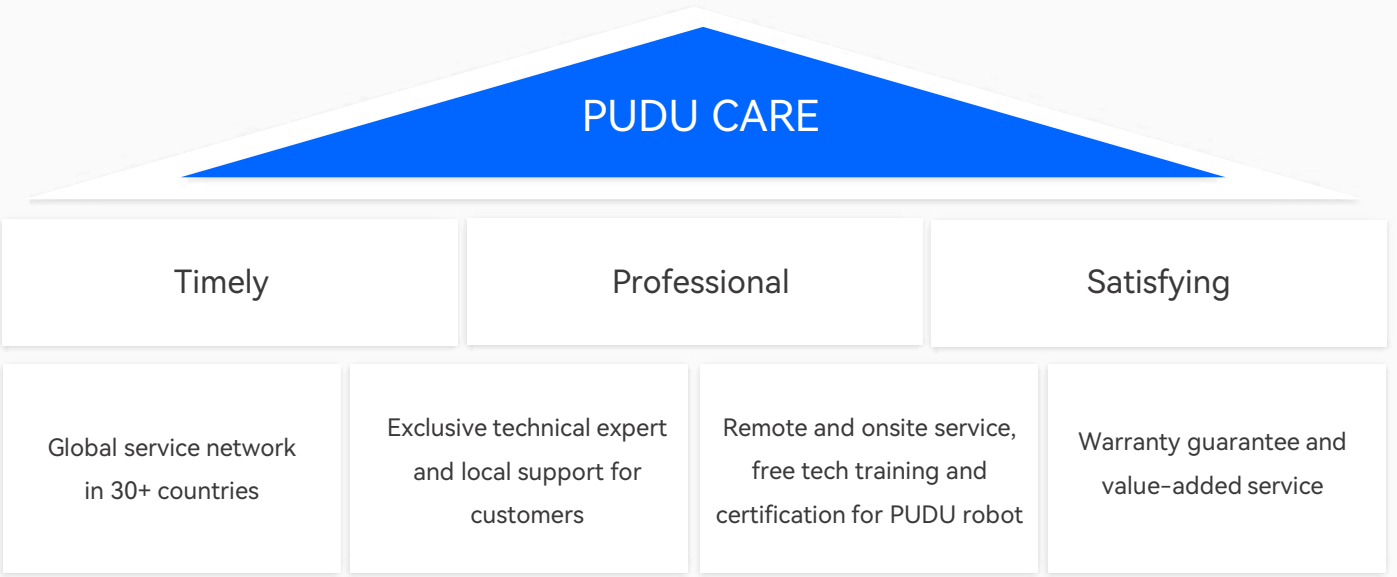 PUDU CARE
Timely
Professional
Satisfying
Global service network
in 30+ countries
Exclusive technical expert
and local support for
customers
Remote and onsite service,
free tech training and
certification for PUDU robot
Warranty guarantee and
value-added service